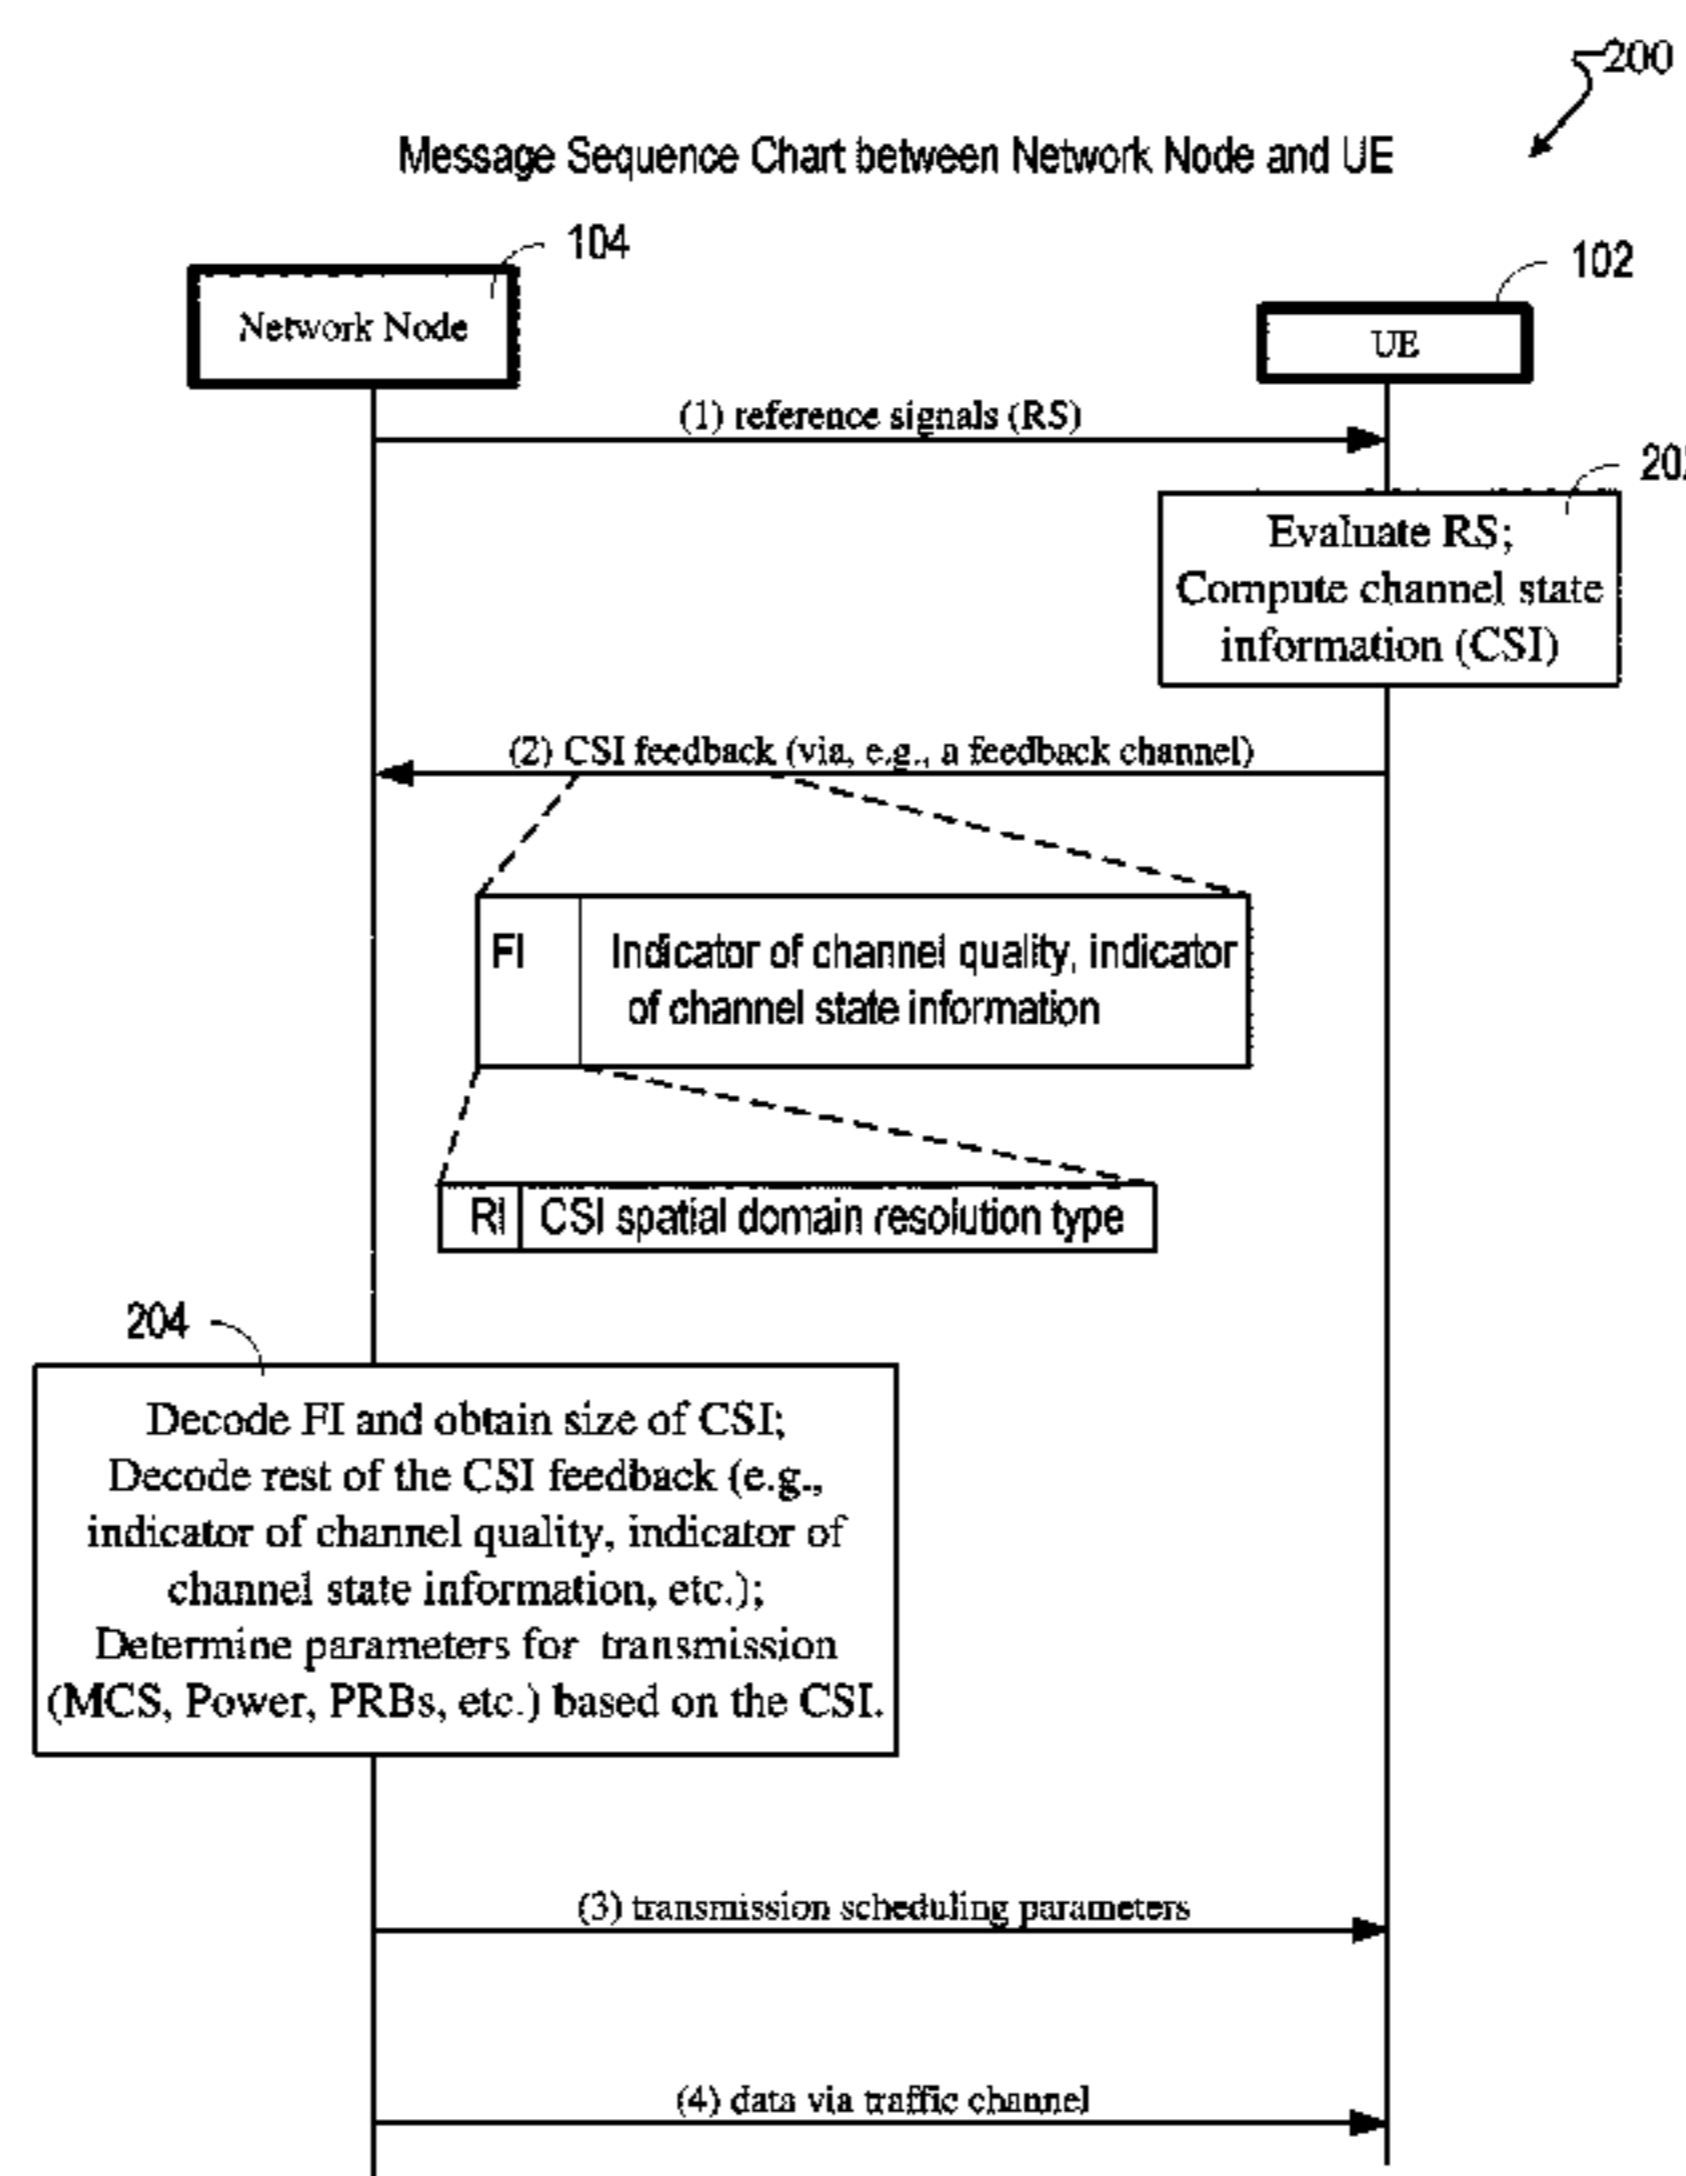 200
Message Sequence Chart between Network Node and UE
104
102
Network Node
UE
(1) reference signals (RS)
Evaluate RS;
Compute channel state
information (CSI)
(2) CSI feedback (via, e.g., a feedback channel)
FI
Indicator of channel quality, indicator
of channel state information
RI
CSI spatial domain resolution type
204
Decode FI and obtain size of CSI;
Decode rest of the CSI feedback (e.g.,
indicator of channel quality, indicator of
channel state information, etc.);
Determine parameters for transmission
(MCS, Power, PRBs, etc.) based on the CSI.
(3) transmission scheduling parameters
(4) data via traffic channel